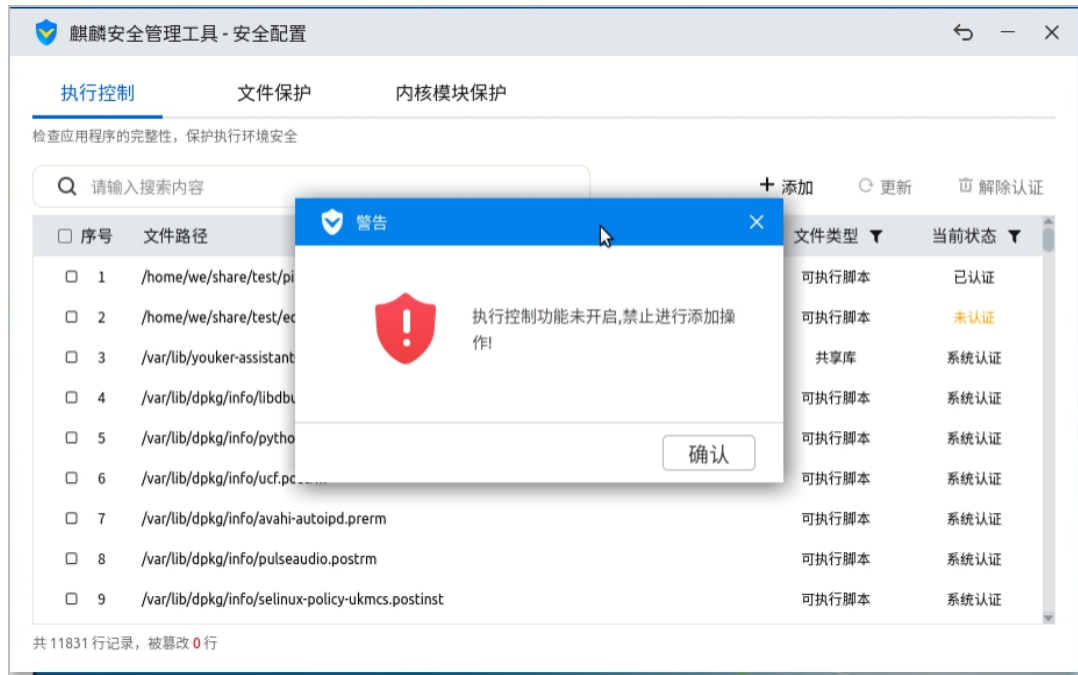 麒麟安全管理工具 - 安全配置
执行控制 文件保护 内核模块保护
检查应用程序的完整性，保护执行环境安全
请输入搜索内容 添加 更新 解除认证
序号 文件路径 文件类型 当前状态
警告
执行控制功能未开启,禁止进行添加操
作!
确认
1 /home/we/share/test/pi 可执行脚本 已认证
2 /home/we/share/test/ec 可执行脚本 未认证
3 /var/lib/youker-assistant 共享库 系统认证
4 /var/lib/dpkg/info/libdbu 可执行脚本 系统认证
5 /var/lib/dpkg/info/pytho 可执行脚本 系统认证
6 /var/lib/dpkg/info/ucf.postrm 可执行脚本 系统认证
7 /var/lib/dpkg/info/avahi-autoipd.prerm 可执行脚本 系统认证
8 /var/lib/dpkg/info/pulseaudio.postrm 可执行脚本 系统认证
9 /var/lib/dpkg/info/selinux-policy-ukmcs.postinst 可执行脚本 系统认证
共 11831 行记录，被篡改 0 行